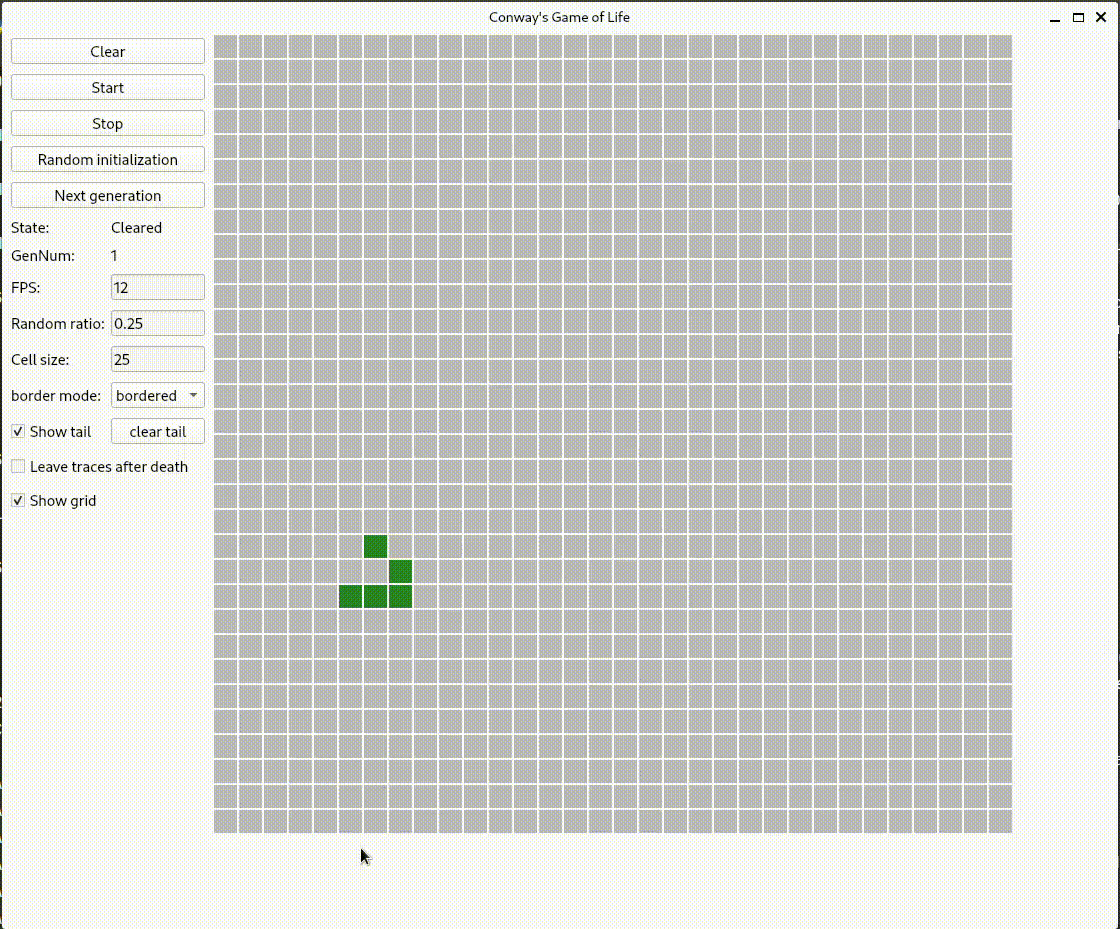 Conway's Game of Life
Clear
Start
Stop
Random initialization
Next generation
State: Cleared
GenNum: 1
FPS: 12
Random ratio: 0.25
Cell size: 25
border mode: bordered
Show tail clear tail
Leave traces after death
Show grid